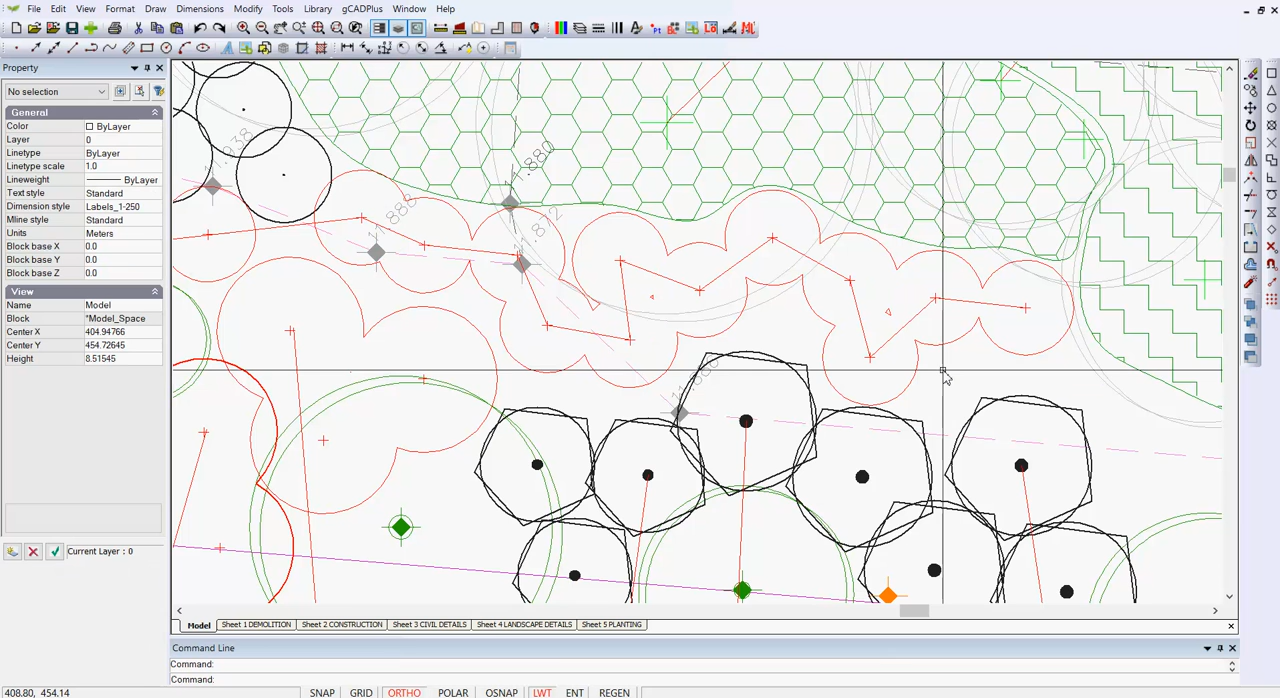 File Edit View Format Draw Dimensions Modify Tools Library gCADPlus Window Help
Property
No selection
General
Color ByLayer
Layer 0
Linetype ByLayer
Linetype scale 1.0
Lineweight ByLayer
Text style Standard
Dimension style Labels_1-250
Mline style Standard
Units Meters
Block base X 0.0
Block base Y 0.0
Block base Z 0.0
View
Name Model
Block *Model_Space
Center X 404.94766
Center Y 454.72645
Height 8.51545
Current Layer : 0
Model Sheet 1 DEMOLITION Sheet 2 CONSTRUCTION Sheet 3 CIVIL DETAILS Sheet 4 LANDSCAPE DETAILS Sheet 5 PLANTING
Command Line
Command:
Command:
408.80, 454.14 SNAP GRID ORTHO POLAR OSNAP LWT ENT REGEN